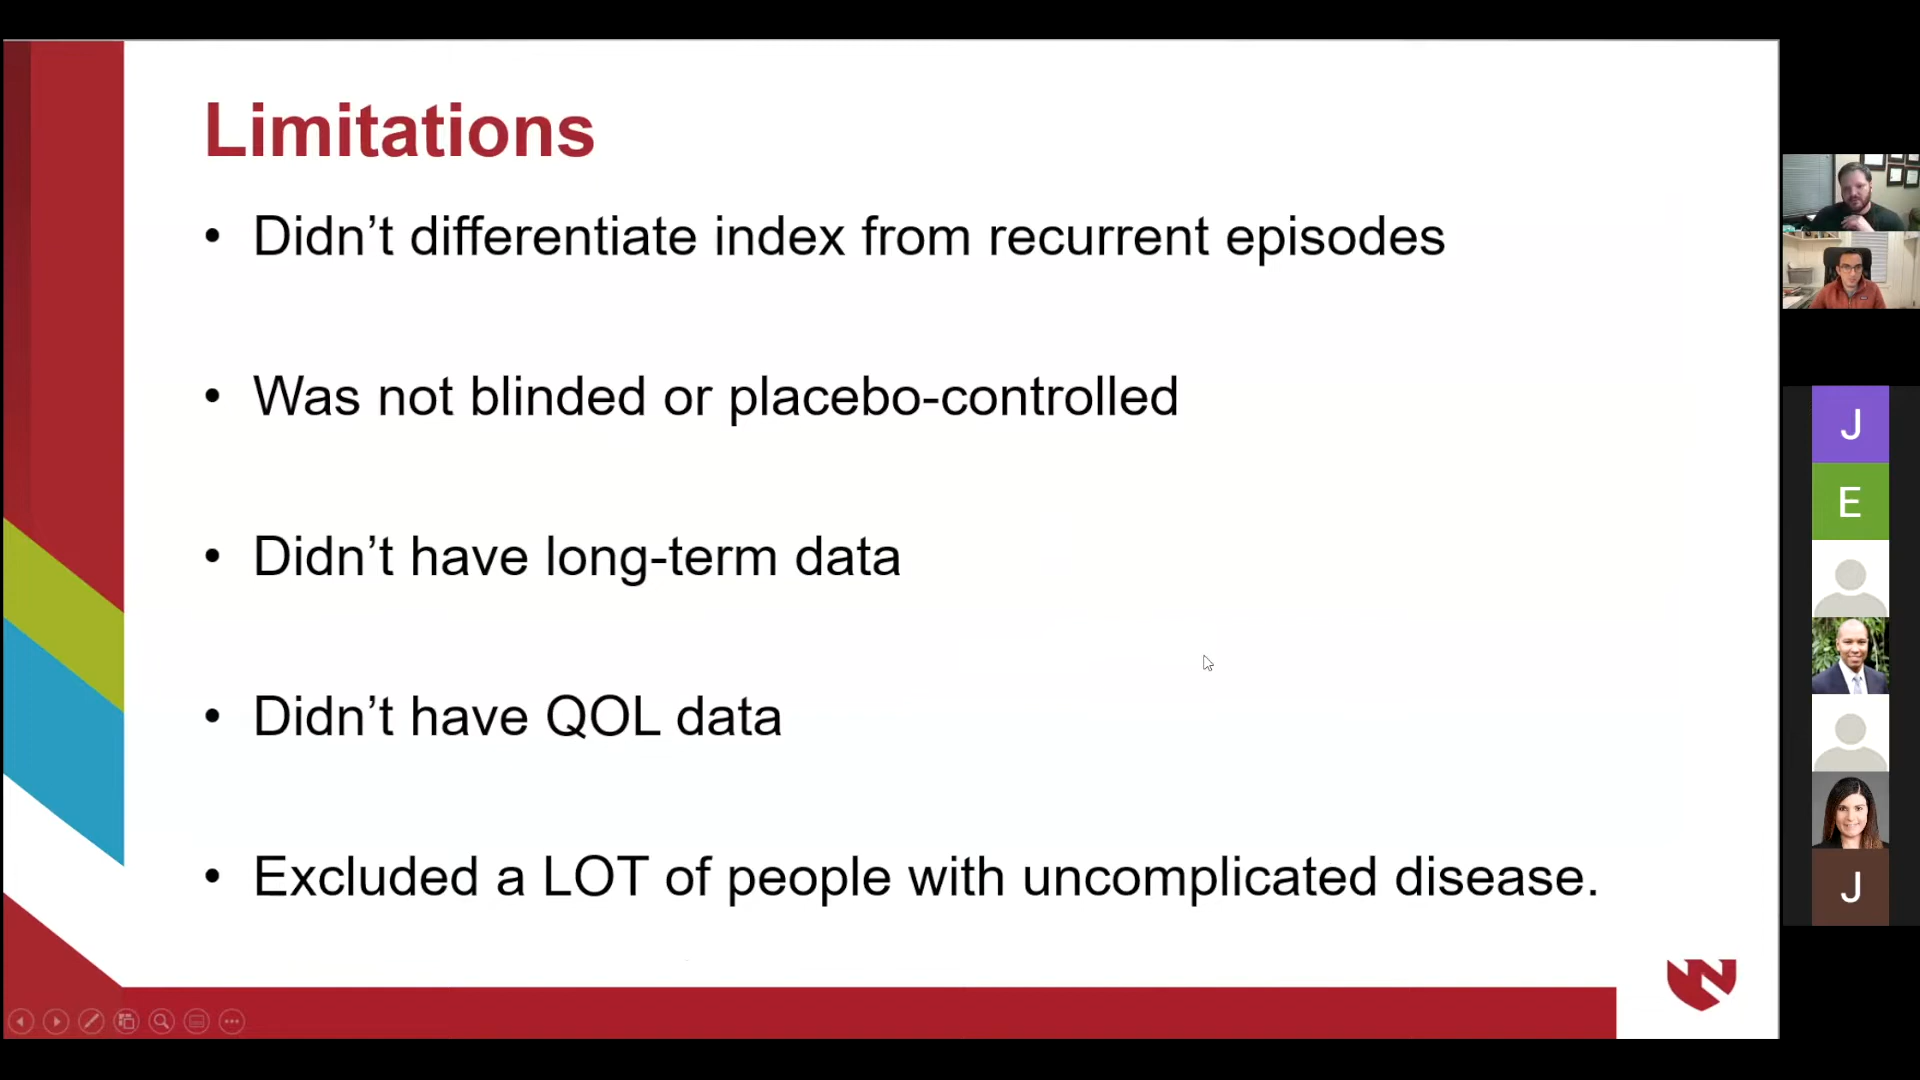 Limitations
• Didn’t differentiate index from recurrent episodes
• Was not blinded or placebo-controlled
• Didn’t have long-term data
• Didn’t have QOL data
• Excluded a LOT of people with uncomplicated disease.
J
E
J
N